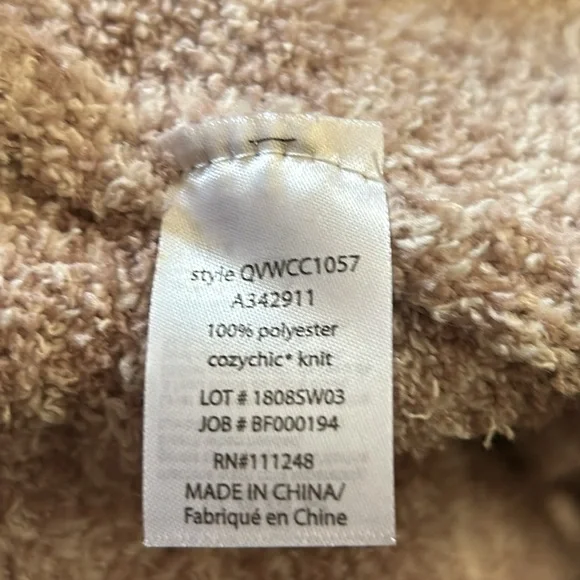 style QVWCC1057
A342911
100% polyester
cozychic* knit
LOT # 1808SW03
JOB # BF000194
RN#111248
MADE IN CHINA/
Fabriqué en Chine